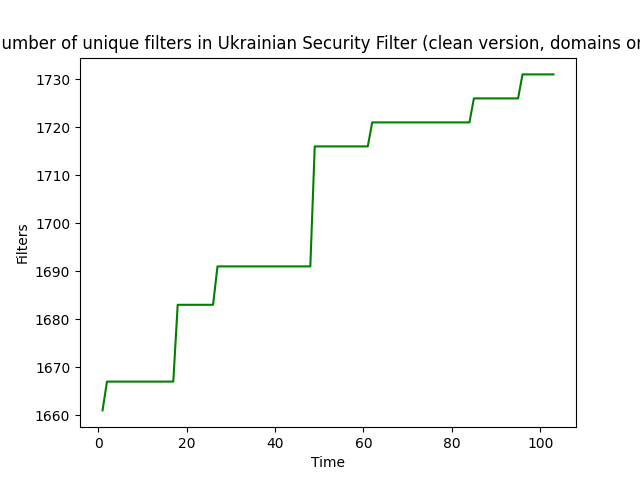 umber of unique filters in Ukrainian Security Filter (clean version, domains or
1730
1720
1710
1700
1690
1680
1670
1660
Filters
0 20 40 60 80 100
Time